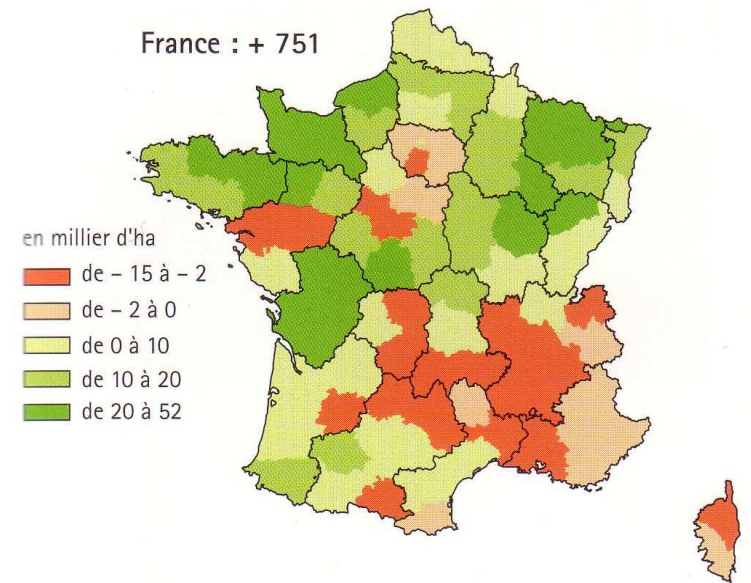 France : + 751
en millier d'ha
de – 15 à – 2
de – 2 à 0
de 0 à 10
de 10 à 20
de 20 à 52